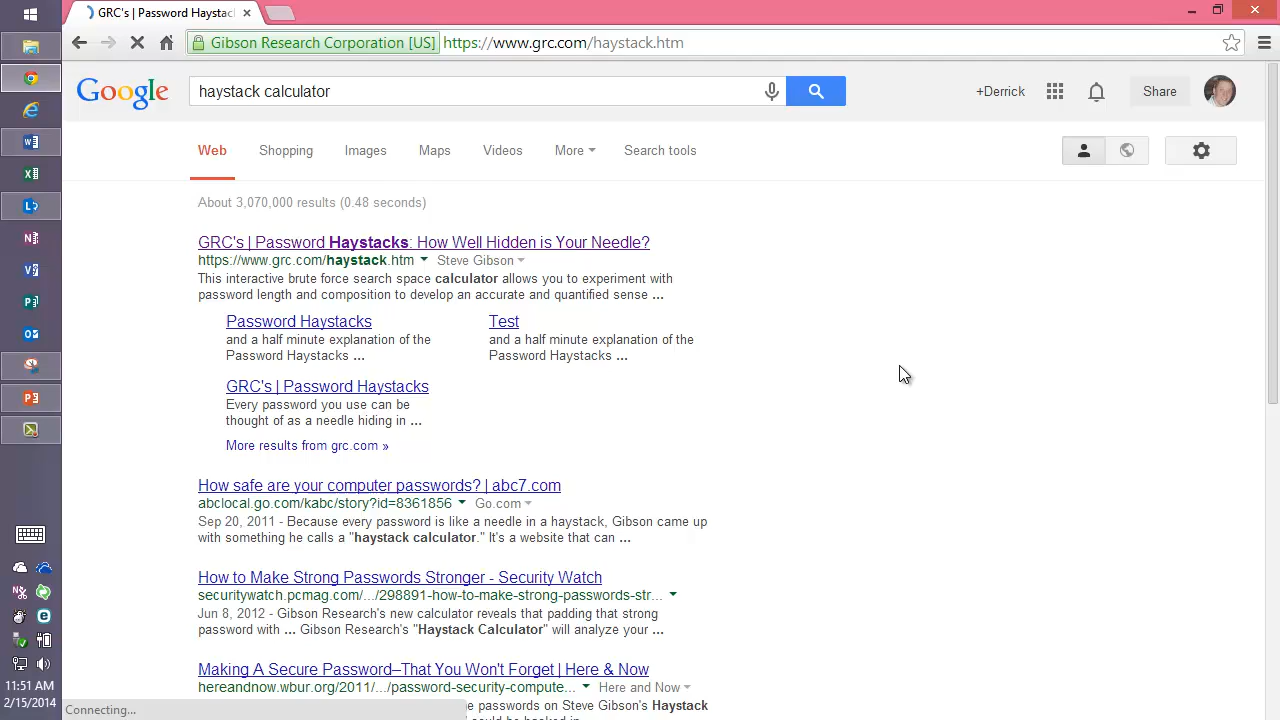 GRC's | Password Haystac
Gibson Research Corporation [US] https://www.grc.com/haystack.htm
Google haystack calculator +Derrick Share
Web Shopping Images Maps Videos More Search tools
About 3,070,000 results (0.48 seconds)
GRC's | Password Haystacks: How Well Hidden is Your Needle?
https://www.grc.com/haystack.htm Steve Gibson
This interactive brute force search space calculator allows you to experiment with
password length and composition to develop an accurate and quantified sense ...
Password Haystacks
and a half minute explanation of the
Password Haystacks ...
Test
and a half minute explanation of the
Password Haystacks ...
GRC's | Password Haystacks
Every password you use can be
thought of as a needle hiding in ...
More results from grc.com »
How safe are your computer passwords? | abc7.com
abclocal.go.com/kabc/story?id=8361856 Go.com
Sep 20, 2011 - Because every password is like a needle in a haystack, Gibson came up
with something he calls a "haystack calculator." It's a website that can ...
How to Make Strong Passwords Stronger - Security Watch
securitywatch.pcmag.com/.../298891-how-to-make-strong-passwords-str...
Jun 8, 2012 - Gibson Research's new calculator reveals that padding that strong
password with ... Gibson Research's "Haystack Calculator" will analyze your ...
Making A Secure Password–That You Won't Forget | Here & Now
hereandnow.wbur.org/2011/.../password-security-compute... Here and Now
e passwords on Steve Gibson's Haystack
11:51 AM
2/15/2014
Connecting...